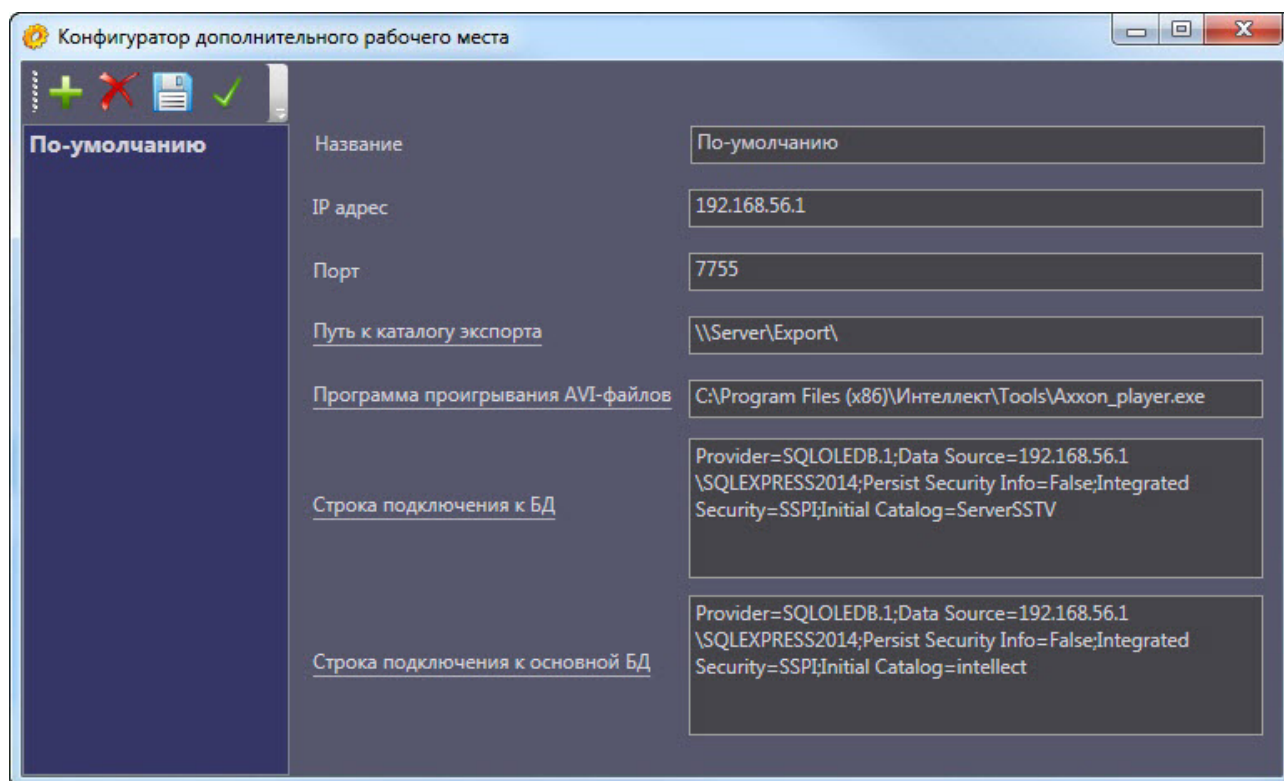 Конфигуратор дополнительного рабочего места
По-умолчанию
Название
По-умолчанию
IP адрес
192.168.56.1
Порт
7755
Путь к каталогу экспорта
\\Server\Export\
Программа проигрывания AVI-файлов
C:\Program Files (x86)\Интеллект\Tools\Axxon_player.exe
Строка подключения к БД
Provider=SQLOLEDB.1;Data Source=192.168.56.1
\SQLEXPRESS2014;Persist Security Info=False;Integrated
Security=SSPI;Initial Catalog=ServerSSTV
Строка подключения к основной БД
Provider=SQLOLEDB.1;Data Source=192.168.56.1
\SQLEXPRESS2014;Persist Security Info=False;Integrated
Security=SSPI;Initial Catalog=intellect